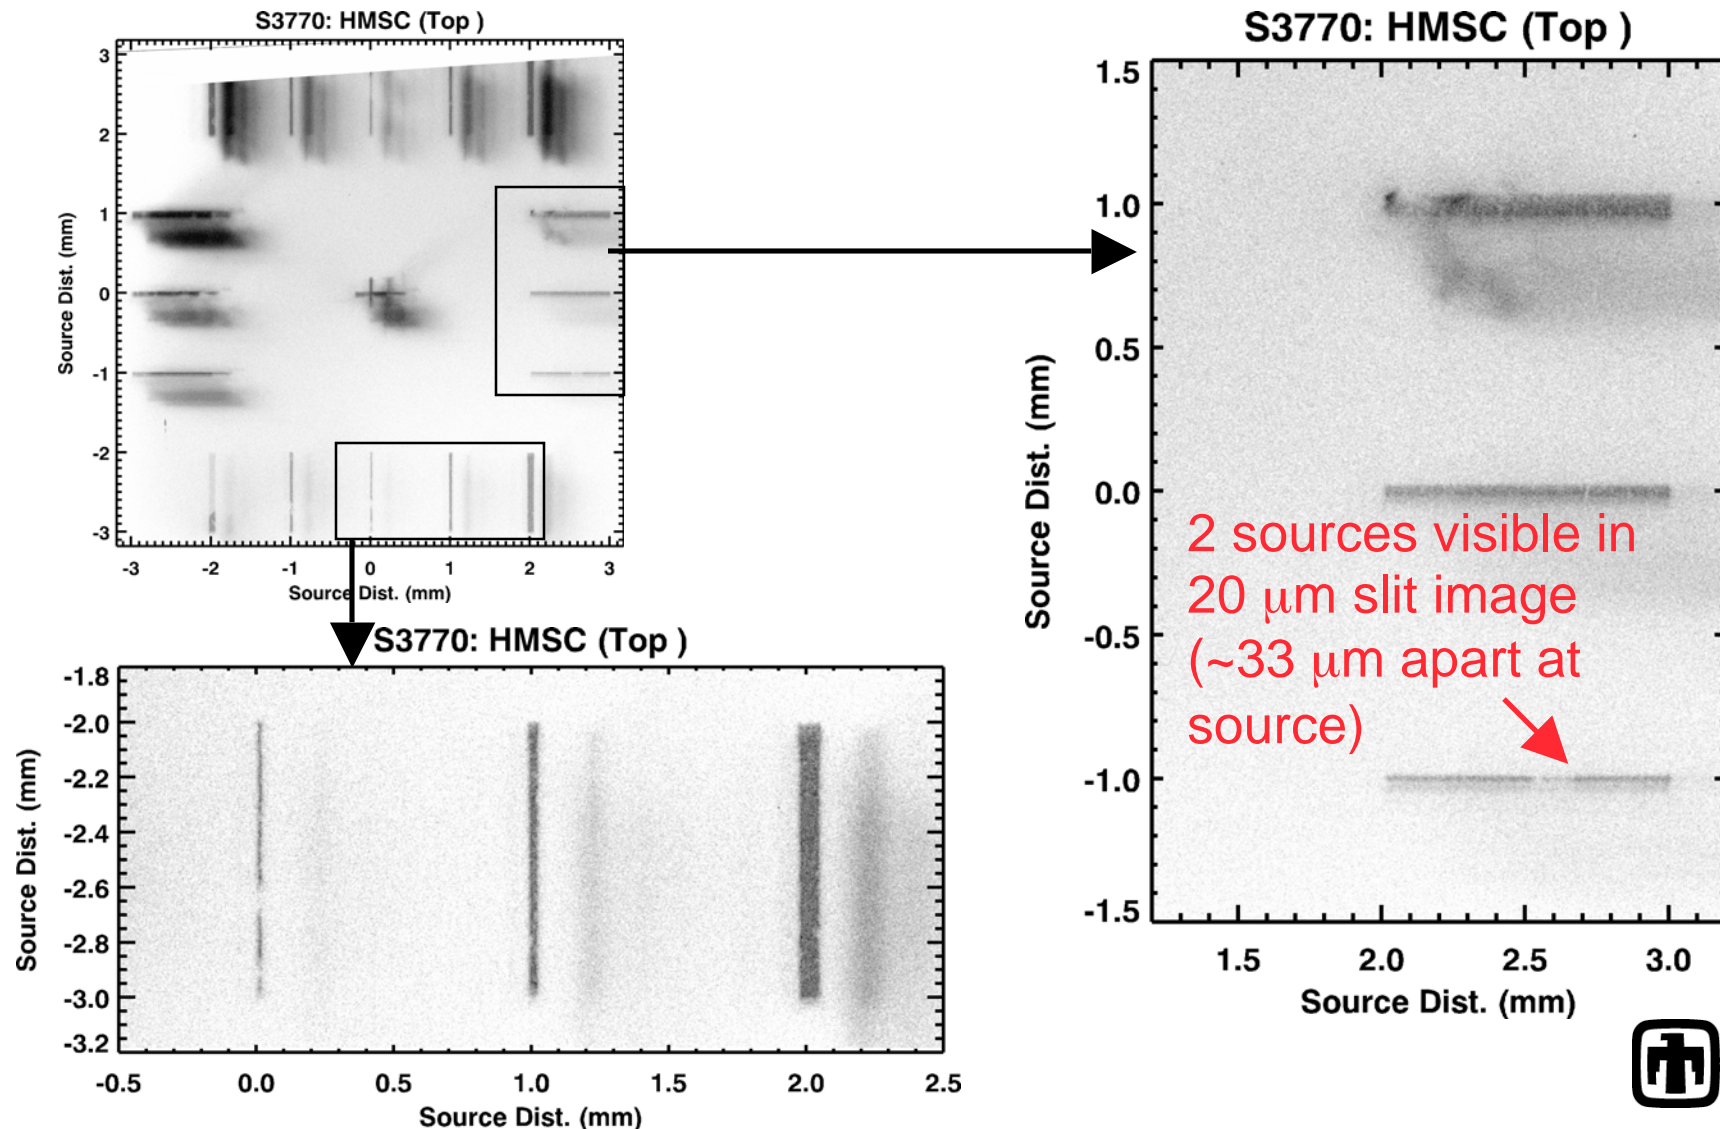 S3770: HMSC (Top )
3
2
1
0
-1
-2
-3
Source Dist. (mm)
-3 -2 -1 0 1 2 3
Source Dist. (mm)
S3770: HMSC (Top )
1.5
1.0
0.5
0.0
-0.5
-1.0
-1.5
Source Dist. (mm)
2 sources visible in
20 μm slit image
(~33 μm apart at
source)
1.5 2.0 2.5 3.0
Source Dist. (mm)
S3770: HMSC (Top )
-1.8
-2.0
-2.2
-2.4
-2.6
-2.8
-3.0
-3.2
Source Dist. (mm)
-0.5 0.0 0.5 1.0 1.5 2.0 2.5
Source Dist. (mm)